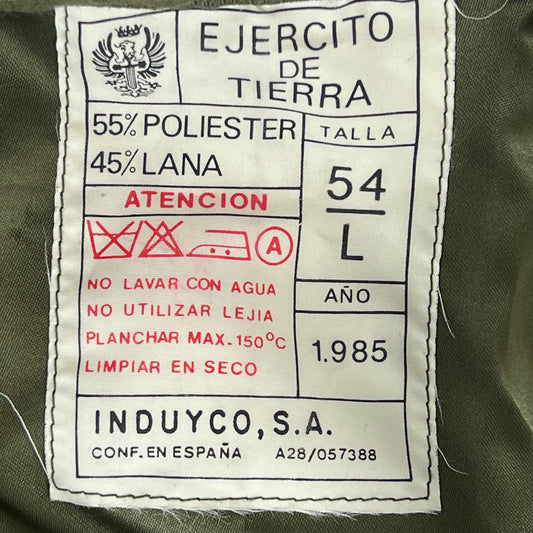 EJERCITO
DE
TIERRA
55% POLIESTER
45% LANA
TALLA
54
L
ATENCION
A
NO LAVAR CON AGUA
NO UTILIZAR LEJIA
PLANCHAR MAX.-150ºC
LIMPIAR EN SECO
AÑO
1.985
INDUYCO, S.A.
CONF. EN ESPAÑA A28/057388